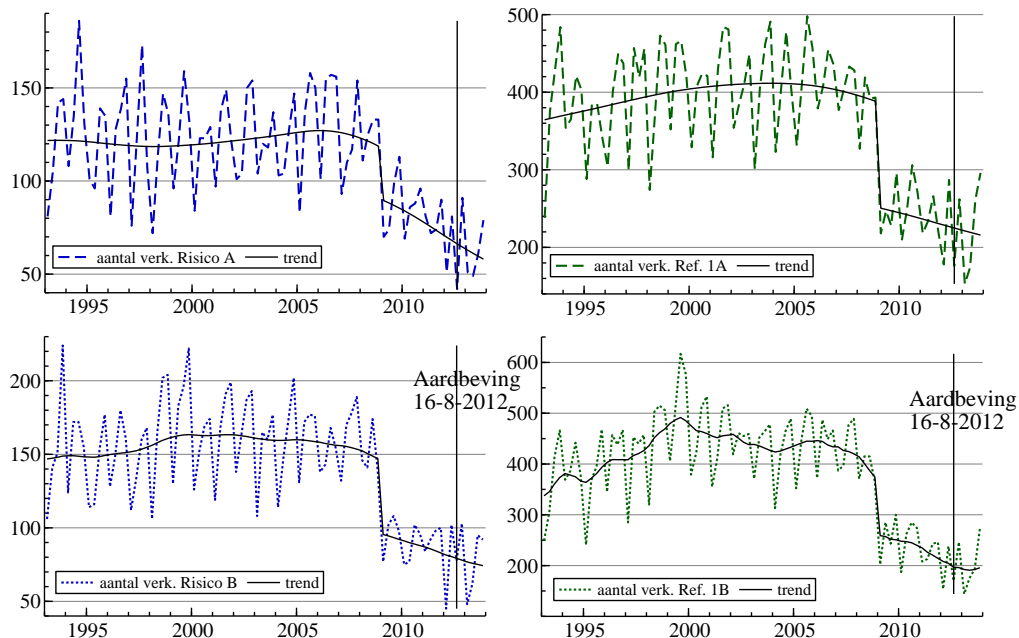 150
100
50
aantal verk. Risico A trend
1995 2000 2005 2010
500
400
300
200
aantal verk. Ref. 1A trend
1995 2000 2005 2010
200
150
100
50
Aardbeving
16-8-2012
aantal verk. Risico B trend
1995 2000 2005 2010
600
500
400
300
200
Aardbeving
16-8-2012
aantal verk. Ref. 1B trend
1995 2000 2005 2010